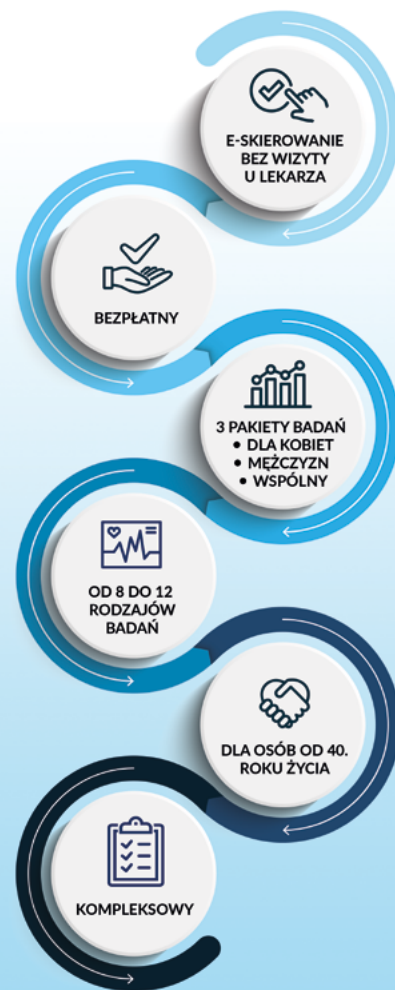 E-SKIEROWANIE
BEZ WIZYTY
U LEKARZA
BEZPŁATNY
3 PAKIETY BADAŃ
• DLA KOBIET
• MĘŻCZYZN
• WSPÓLNY
OD 8 DO 12
RODZAJÓW
BADAŃ
DLA OSÓB OD 40.
ROKU ŻYCIA
KOMPLEKSOWY